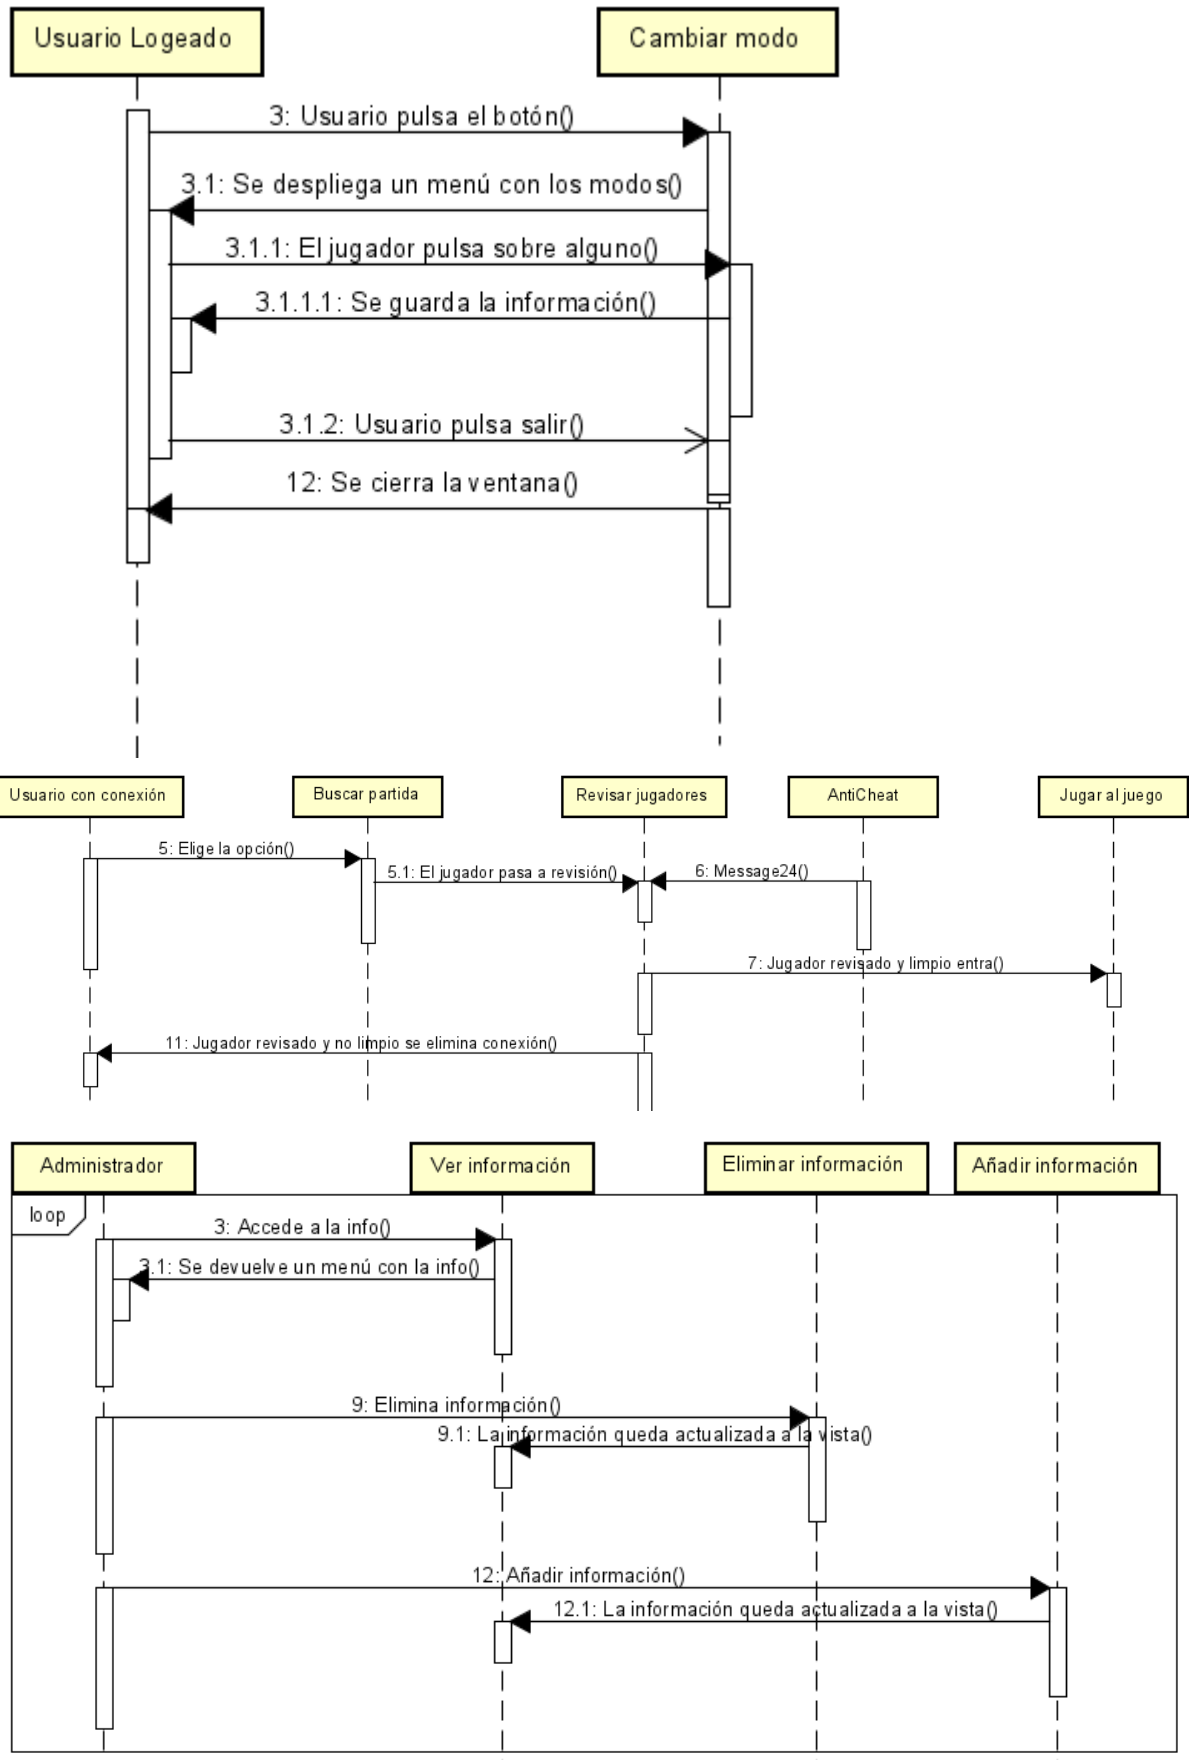 Usuario Logeado
Cambiar modo
3: Usuario pulsa el botón()
3.1: Se despliega un menú con los modos()
3.1.1: El jugador pulsa sobre alguno()
3.1.1.1: Se guarda la información()
3.1.2: Usuario pulsa salir()
12: Se cierra la ventana()
Usuario con conexión
Buscar partida
Revisar jugadores
AntiCheat
Jugar al juego
5: Elige la opción()
5.1: El jugador pasa a revisión()
6: Message24()
7: Jugador revisado y limpio entra()
11: Jugador revisado y no limpio se elimina conexión()
Administrador
Ver información
Eliminar información
Añadir información
loop
3: Accede a la info()
3.1: Se devuelve un menú con la info()
9: Elimina información()
9.1: La información queda actualizada a la vista()
12: Añadir información()
12.1: La información queda actualizada a la vista()